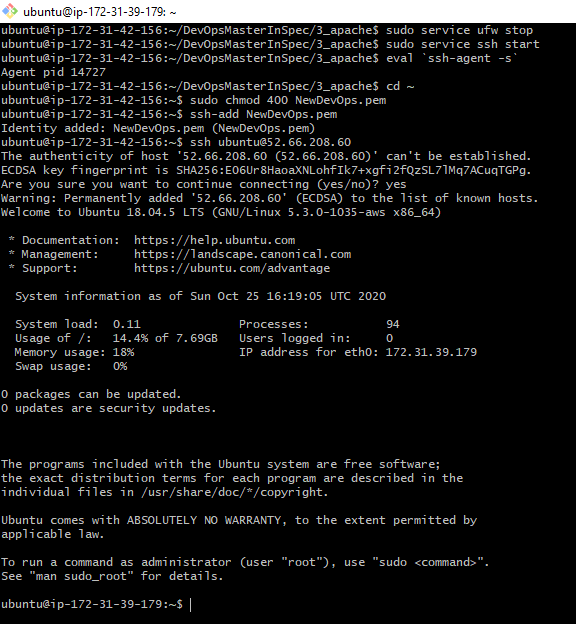 ubuntu@ip-172-31-39-179: ~
ubuntu@ip-172-31-42-156:~/DevOpsMasterInSpec/3_apache$ sudo service ufw stop
ubuntu@ip-172-31-42-156:~/DevOpsMasterInSpec/3_apache$ sudo service ssh start
ubuntu@ip-172-31-42-156:~/DevOpsMasterInSpec/3_apache$ eval `ssh-agent -s`
Agent pid 14727
ubuntu@ip-172-31-42-156:~/DevOpsMasterInSpec/3_apache$ cd ~
ubuntu@ip-172-31-42-156:~$ sudo chmod 400 NewDevOps.pem
ubuntu@ip-172-31-42-156:~$ ssh-add NewDevOps.pem
Identity added: NewDevOps.pem (NewDevOps.pem)
ubuntu@ip-172-31-42-156:~$ ssh ubuntu@52.66.208.60
The authenticity of host '52.66.208.60 (52.66.208.60)' can't be established.
ECDSA key fingerprint is SHA256:EO6Ur8HaoaXNLohfIk7+xgfi2fQzSL7lMq7ACuqTGPg.
Are you sure you want to continue connecting (yes/no)? yes
Warning: Permanently added '52.66.208.60' (ECDSA) to the list of known hosts.
Welcome to Ubuntu 18.04.5 LTS (GNU/Linux 5.3.0-1035-aws x86_64)
* Documentation:  https://help.ubuntu.com
* Management:     https://landscape.canonical.com
* Support:        https://ubuntu.com/advantage
System information as of Sun Oct 25 16:19:05 UTC 2020
System load:  0.11              Processes:           94
Usage of /:   14.4% of 7.69GB   Users logged in:     0
Memory usage: 18%               IP address for eth0: 172.31.39.179
Swap usage:   0%
0 packages can be updated.
0 updates are security updates.
The programs included with the Ubuntu system are free software;
the exact distribution terms for each program are described in the
individual files in /usr/share/doc/*/copyright.
Ubuntu comes with ABSOLUTELY NO WARRANTY, to the extent permitted by
applicable law.
To run a command as administrator (user "root"), use "sudo <command>".
See "man sudo_root" for details.
ubuntu@ip-172-31-39-179:~$